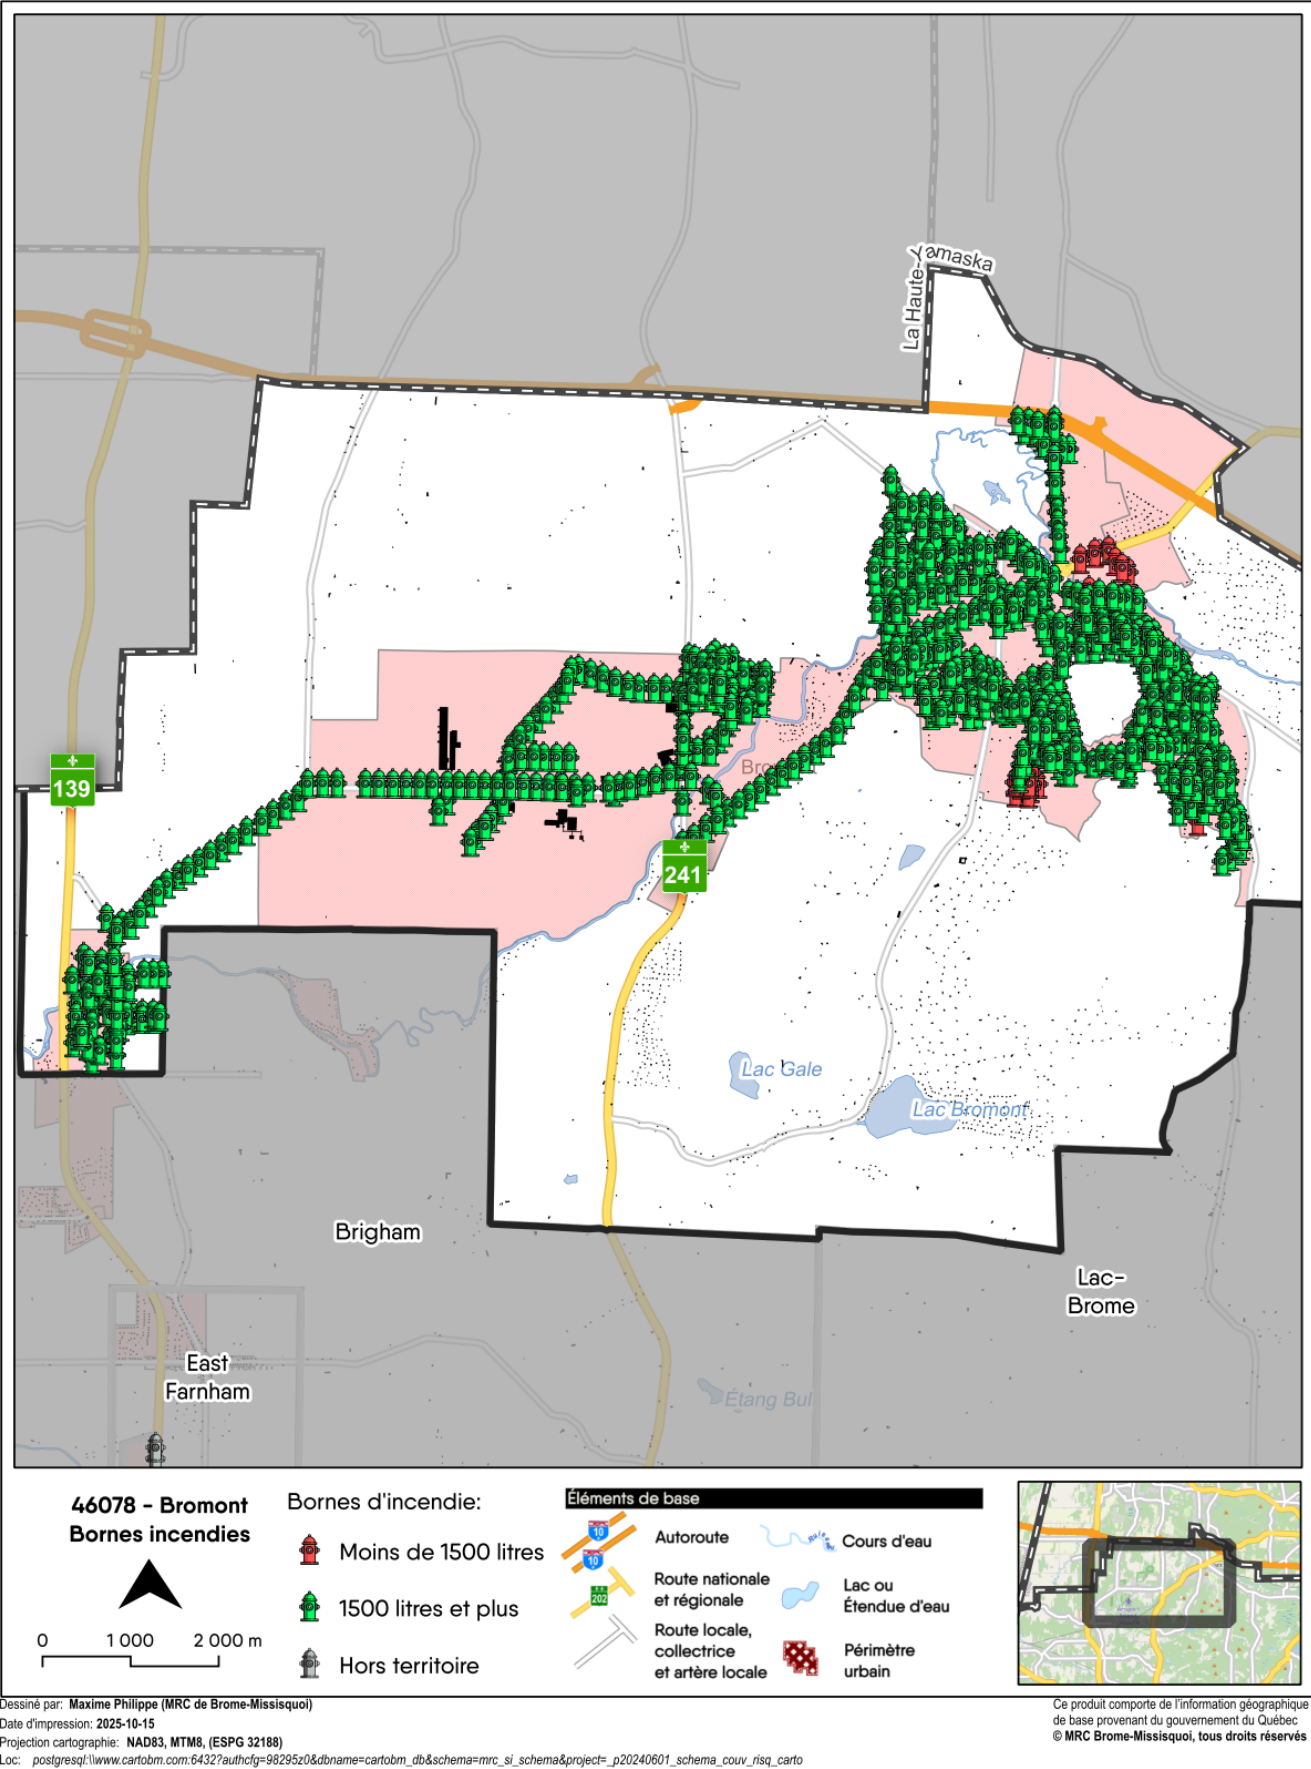 La Haute-Yamaska
139
Bro
241
Lac Gale
Lac Bromont
Brigham
Lac-
Brome
East
Farnham
Étang Bul
46078 - Bromont
Bornes incendies
0 1 000 2 000 m
Bornes d'incendie:
Moins de 1500 litres
1500 litres et plus
Hors territoire
Éléments de base
10
10
Autoroute
202
Route nationale
et régionale
Route locale,
collectrice
et artère locale
Cours d'eau
Lac ou
Étendue d'eau
Périmètre
urbain
Dessiné par: Maxime Philippe (MRC de Brome-Missisquoi)
Date d'impression: 2025-10-15
Projection cartographie: NAD83, MTM8, (ESPG 32188)
Loc: postgresql:\\www.cartobm.com:6432?authcfg=98295z0&dbname=cartobm_db&schema=mrc_si_schema&project=_p20240601_schema_couv_risq_carto
Ce produit comporte de l'information géographique
de base provenant du gouvernement du Québec
© MRC Brome-Missisquoi, tous droits réservés